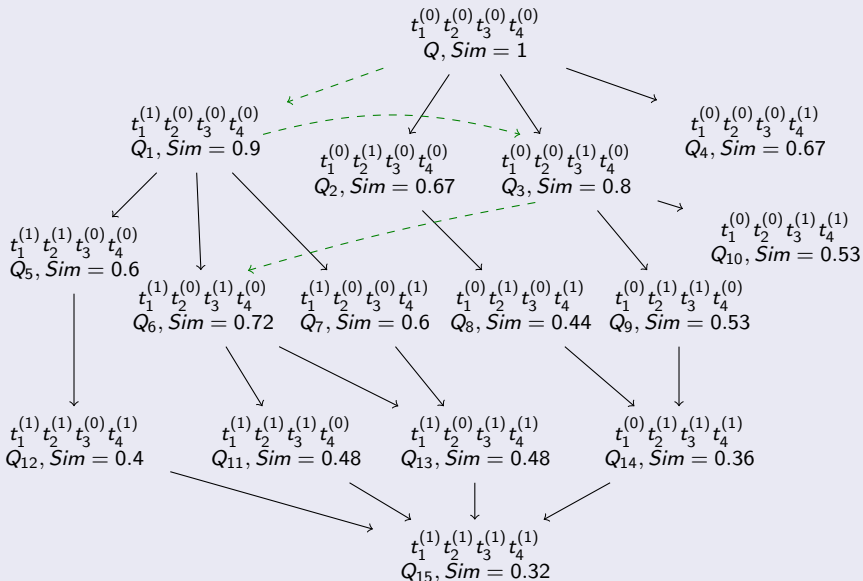 t₁⁽⁰⁾t₂⁽⁰⁾t₃⁽⁰⁾t₄⁽⁰⁾
Q, Sim = 1
t₁⁽¹⁾t₂⁽⁰⁾t₃⁽⁰⁾t₄⁽⁰⁾
Q₁, Sim = 0.9
t₁⁽⁰⁾t₂⁽¹⁾t₃⁽⁰⁾t₄⁽⁰⁾
Q₂, Sim = 0.67
t₁⁽⁰⁾t₂⁽⁰⁾t₃⁽¹⁾t₄⁽⁰⁾
Q₃, Sim = 0.8
t₁⁽⁰⁾t₂⁽⁰⁾t₃⁽⁰⁾t₄⁽¹⁾
Q₄, Sim = 0.67
t₁⁽¹⁾t₂⁽¹⁾t₃⁽⁰⁾t₄⁽⁰⁾
Q₅, Sim = 0.6
t₁⁽⁰⁾t₂⁽⁰⁾t₃⁽¹⁾t₄⁽¹⁾
Q₁₀, Sim = 0.53
t₁⁽¹⁾t₂⁽⁰⁾t₃⁽¹⁾t₄⁽⁰⁾
Q₆, Sim = 0.72
t₁⁽¹⁾t₂⁽⁰⁾t₃⁽⁰⁾t₄⁽¹⁾
Q₇, Sim = 0.6
t₁⁽⁰⁾t₂⁽¹⁾t₃⁽⁰⁾t₄⁽¹⁾
Q₈, Sim = 0.44
t₁⁽⁰⁾t₂⁽¹⁾t₃⁽¹⁾t₄⁽⁰⁾
Q₉, Sim = 0.53
t₁⁽¹⁾t₂⁽¹⁾t₃⁽⁰⁾t₄⁽¹⁾
Q₁₂, Sim = 0.4
t₁⁽¹⁾t₂⁽¹⁾t₃⁽¹⁾t₄⁽⁰⁾
Q₁₁, Sim = 0.48
t₁⁽¹⁾t₂⁽⁰⁾t₃⁽¹⁾t₄⁽¹⁾
Q₁₃, Sim = 0.48
t₁⁽⁰⁾t₂⁽¹⁾t₃⁽¹⁾t₄⁽¹⁾
Q₁₄, Sim = 0.36
t₁⁽¹⁾t₂⁽¹⁾t₃⁽¹⁾t₄⁽¹⁾
Q₁₅, Sim = 0.32